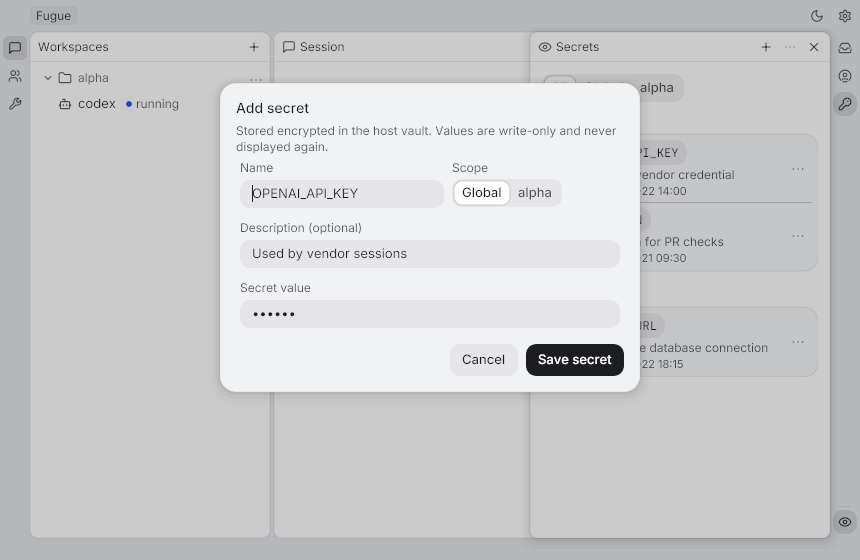 Fugue
Workspaces
Session
Secrets
alpha
codex
running
alpha
vendor credential
22 14:00
for PR checks
21 09:30
URL
database connection
22 18:15
Add secret
Stored encrypted in the host vault. Values are write-only and never
displayed again.
Name
Scope
OPENAI_API_KEY
Global alpha
Description (optional)
Used by vendor sessions
Secret value
••••••
Cancel
Save secret